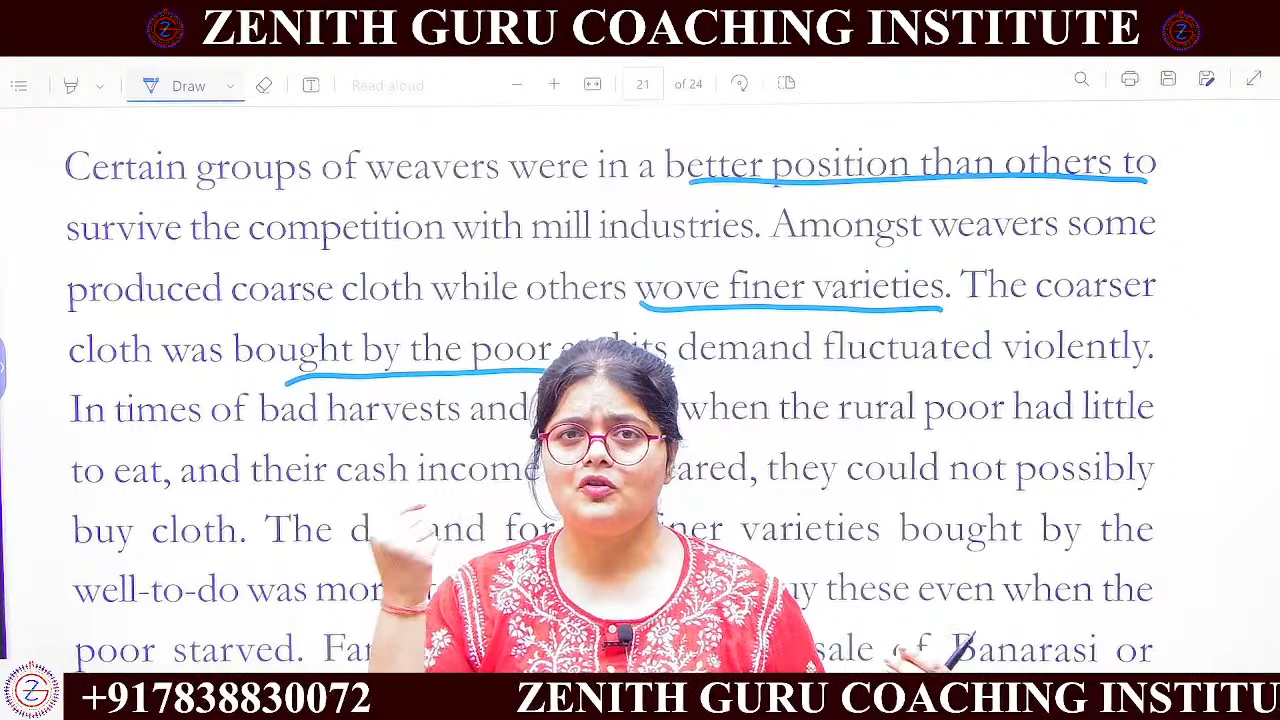 ZENITH GURU COACHING INSTITUTE
Draw Read aloud 21 of 24
Certain groups of weavers were in a better position than others to
survive the competition with mill industries. Amongst weavers some
produced coarse cloth while others wove finer varieties. The coarser
cloth was bought by the poor its demand fluctuated violently.
In times of bad harvests and when the rural poor had little
to eat, and their cash income they could not possibly
buy cloth. The for varieties bought by the
well-to-do was these even when the
poor starved. sale of Banarasi or
+917838830072 ZENITH GURU COACHING INSTITU